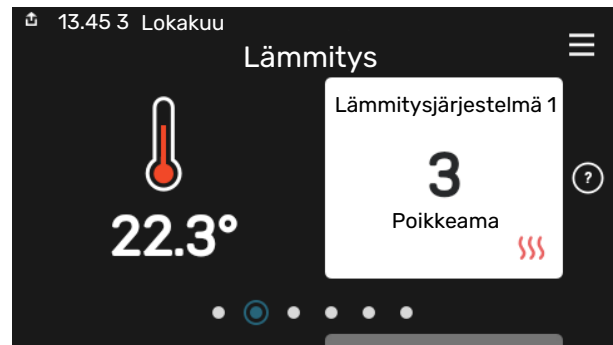 13.45 3 Lokakuu
Lämmitys
Lämmitysjärjestelmä 1
3
Poikkeama
22.3°
?